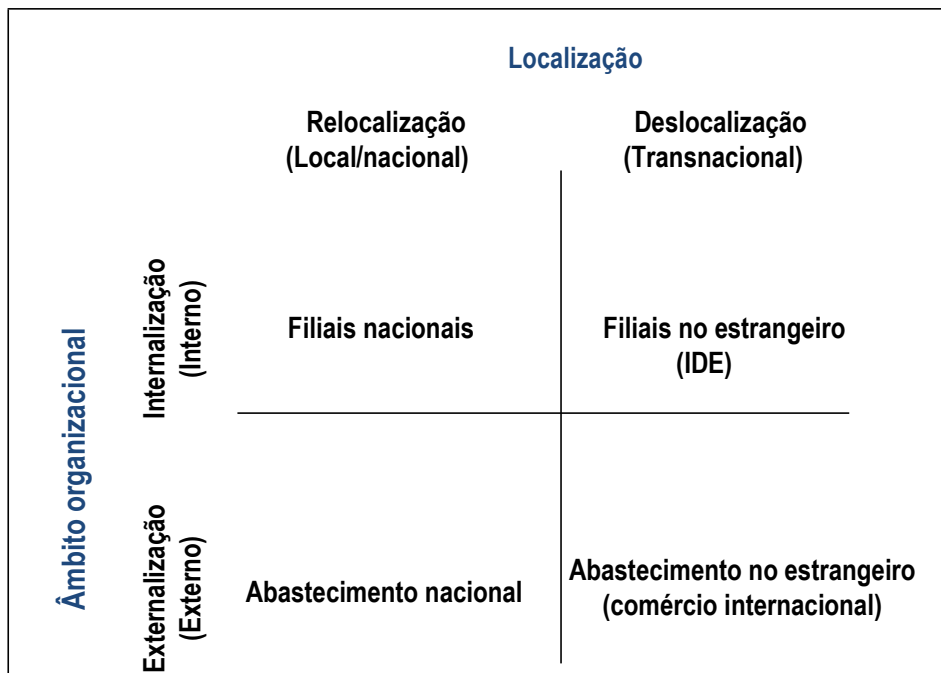 Localização
Relocalização
(Local/nacional)
Deslocalização
(Transnacional)
Âmbito organizacional
Internalização
(Interno)
Filiais nacionais
Filiais no estrangeiro
(IDE)
Externalização
(Externo)
Abastecimento nacional
Abastecimento no estrangeiro
(comércio internacional)